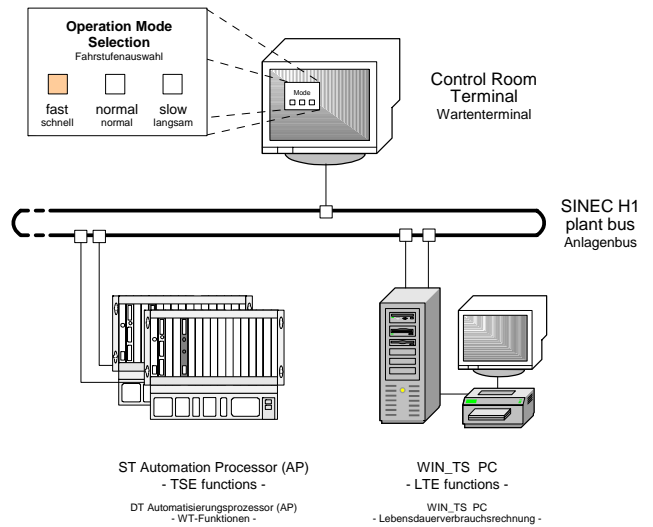 Operation Mode
Selection
Fahrstufenauswahl
fast normal slow
schnell normal langsam
Mode
Control Room
Terminal
Wartenterminal
SINEC H1
plant bus
Anlagenbus
ST Automation Processor (AP)
- TSE functions -
DT Automatisierungsprozessor (AP)
- WT-Funktionen -
WIN_TS PC
- LTE functions -
WIN_TS PC
- Lebensdauerverbrauchsrechnung -